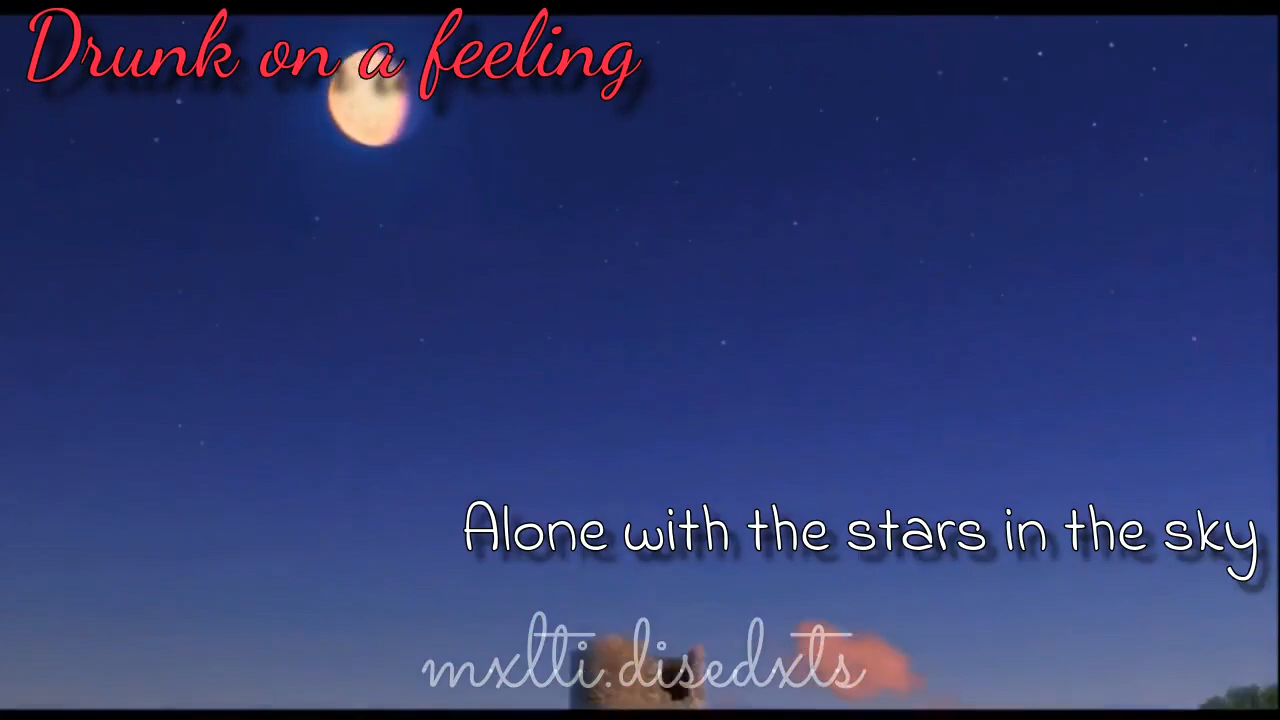 Drunk on a feeling
Alone with the stars in the sky
mxlti.disedxts